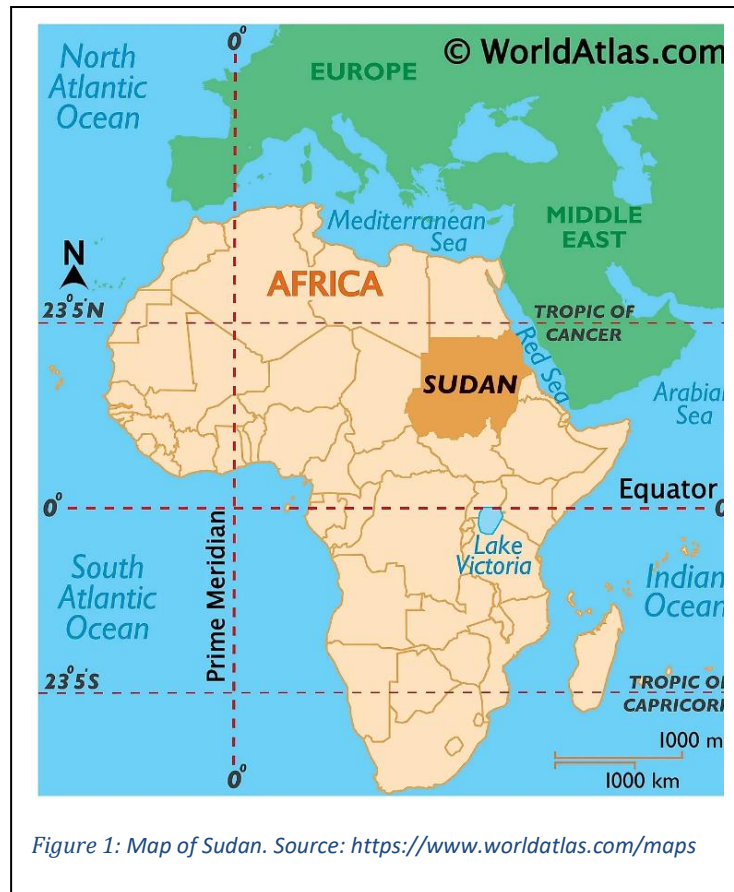 0°
North
Atlantic
Ocean
EUROPE
© WorldAtlas.com
Mediterranean
Sea
MIDDLE
EAST
N
AFRICA
23°5'N
TROPIC OF
CANCER
Red Sea
SUDAN
Arabian
Sea
Equator
0°
0
Prime Meridian
Lake
Victoria
South
Atlantic
Ocean
Indian
Ocean
23°5'S
TROPIC OF
CAPRICORN
1000 m
1000 km
0°
Figure 1: Map of Sudan. Source: https://www.worldatlas.com/maps